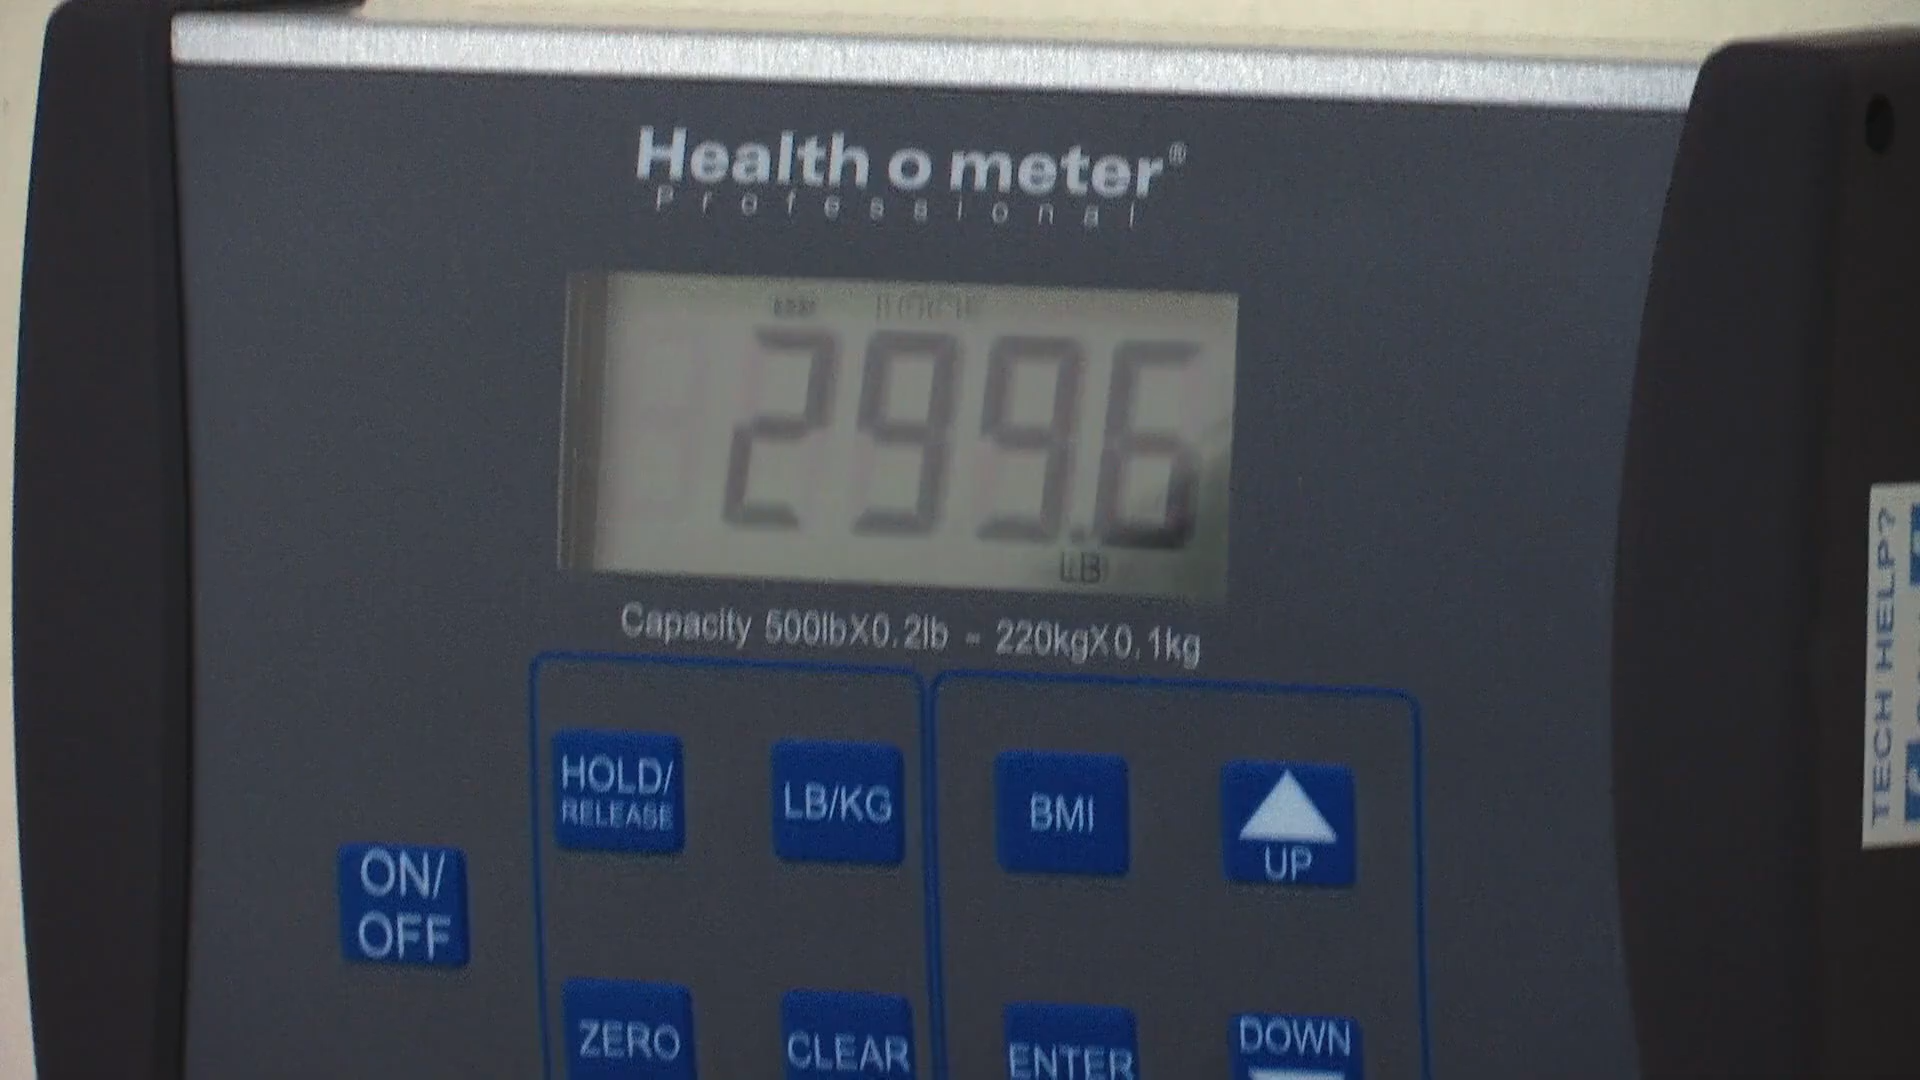 Health o meter®
Professional
299.6
LB
Capacity 500lbX0.2lb - 220kgX0.1kg
HOLD/
RELEASE
LB/KG
BMI
UP
ON/
OFF
ZERO
CLEAR
ENTER
DOWN
TECH HELP?